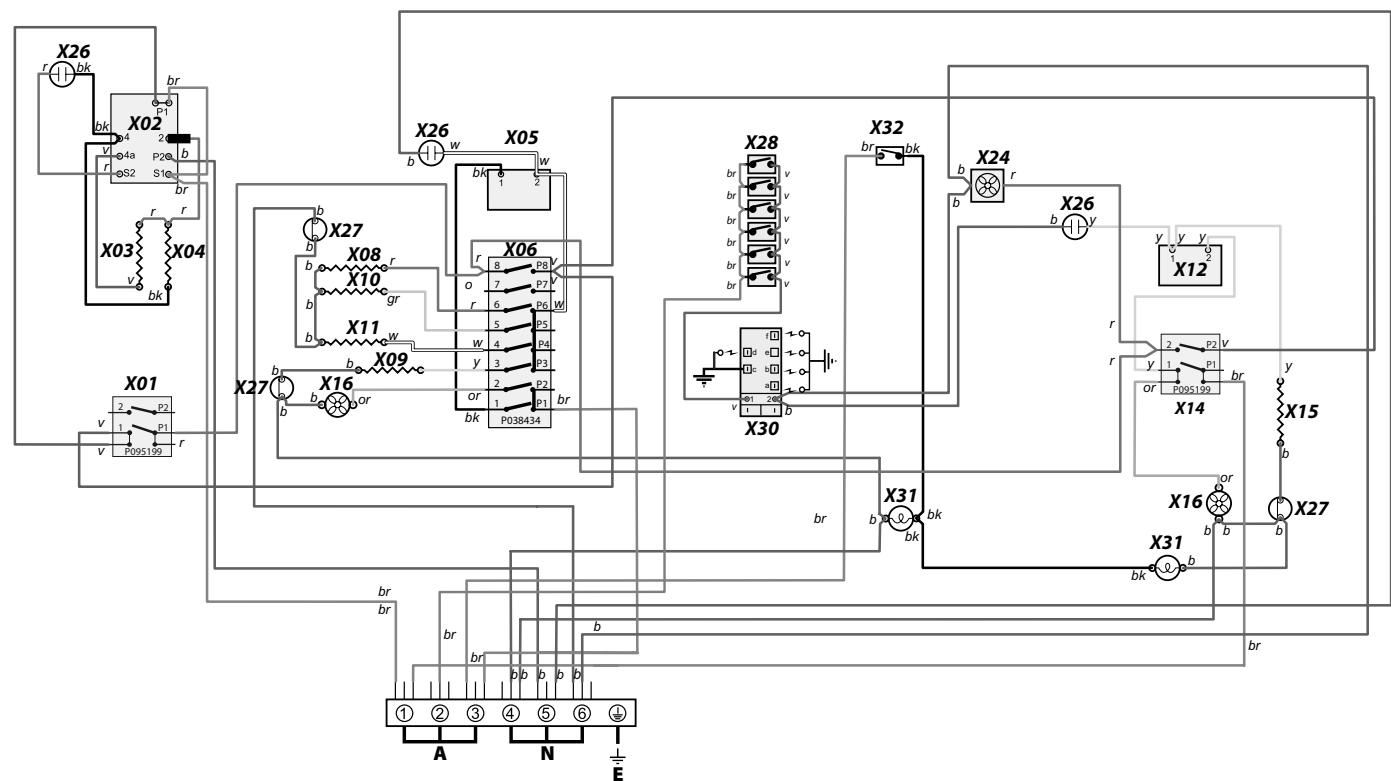 X26
r
bk
br
P1
X02
bk
4
2
v
4a
P2
b
r
S2
S1
br
r
r
X03
X04
v
bk
X26
b
w
X05
w
bk
1
2
b
X27
b
X06
b
X08
r
r
8
P8
v
v
X10
o
7
P7
b
gr
r
6
P6
w
5
P5
X11
w
w
4
P4
b
b
X09
y
3
P3
b
X27
X16
or
or
2
P2
b
b
bk
1
P1
br
P038434
X01
2
P2
v
1
P1
v
r
P095199
X28
br
v
br
v
br
v
br
v
br
v
br
v
X32
br
bk
X24
b
r
b
X26
b
y
y
y
y
1
2
X12
f
d
e
c
b
a
1
2
v
b
X30
r
2
P2
v
r
y
1
P1
or
br
P095199
X14
y
X15
b
or
X16
X27
b
b
b
X31
br
b
bk
bk
X31
bk
b
br
br
br
b
br
br
b
b
b
b
b
b
1
2
3
4
5
6
A
N
E